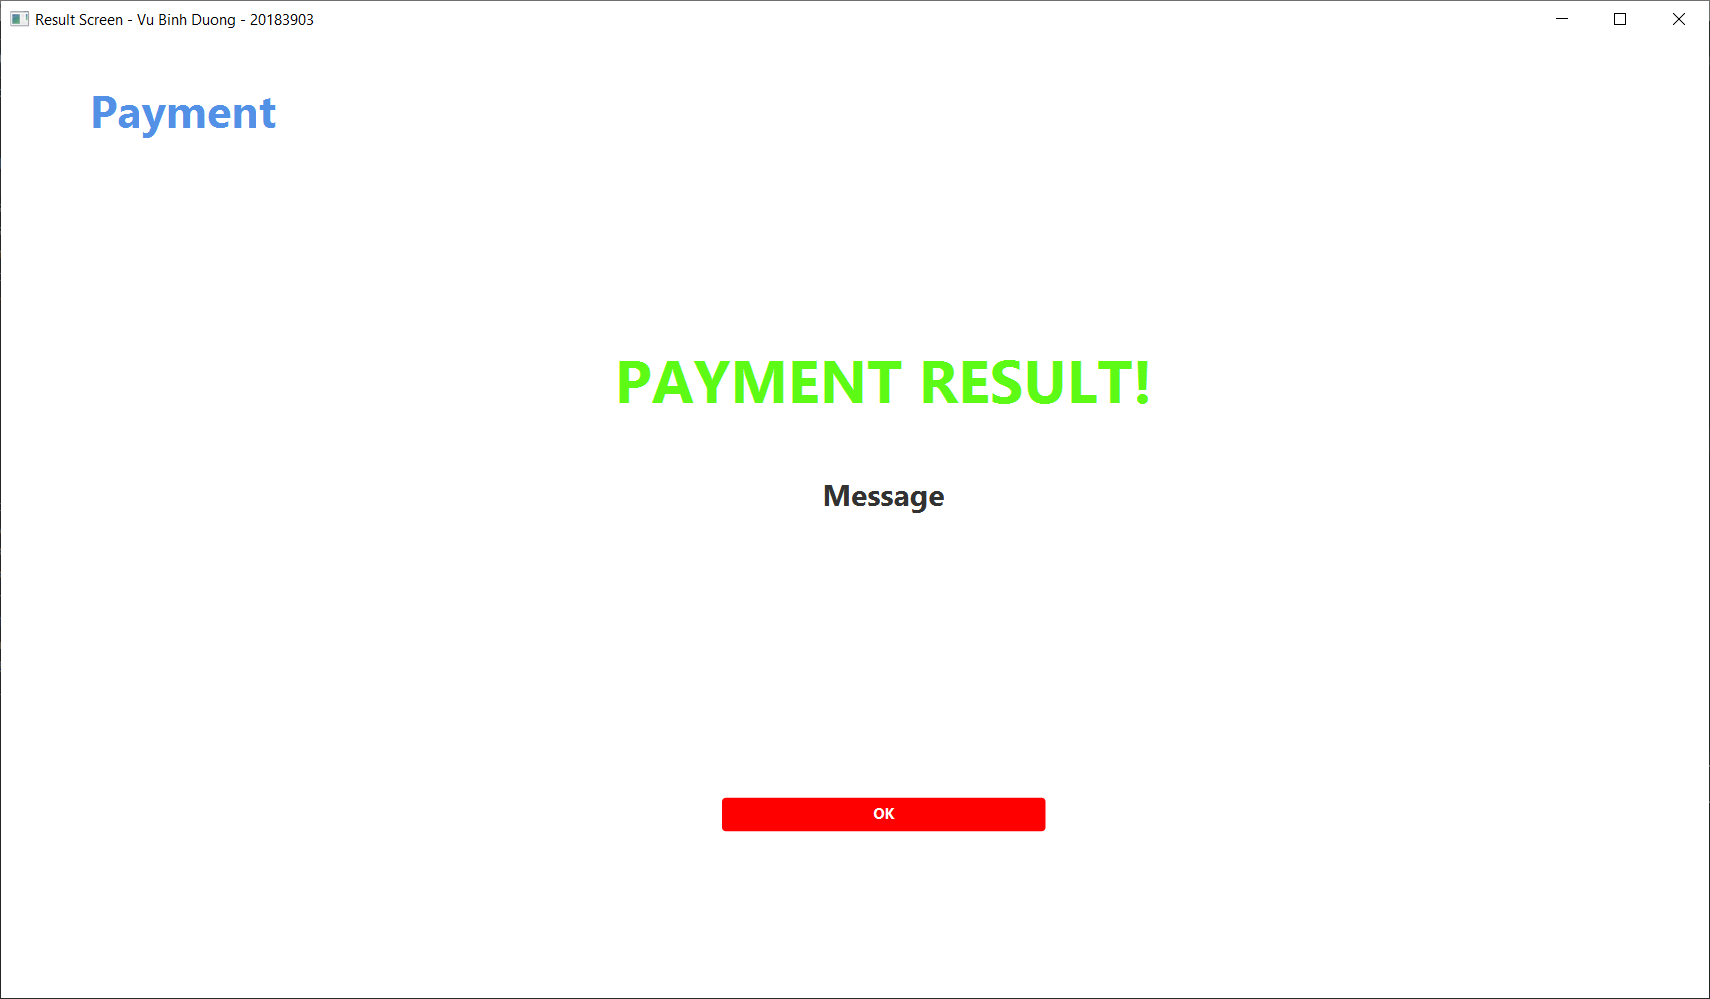 Result Screen - Vu Binh Duong - 20183903
Payment
PAYMENT RESULT!
Message
OK